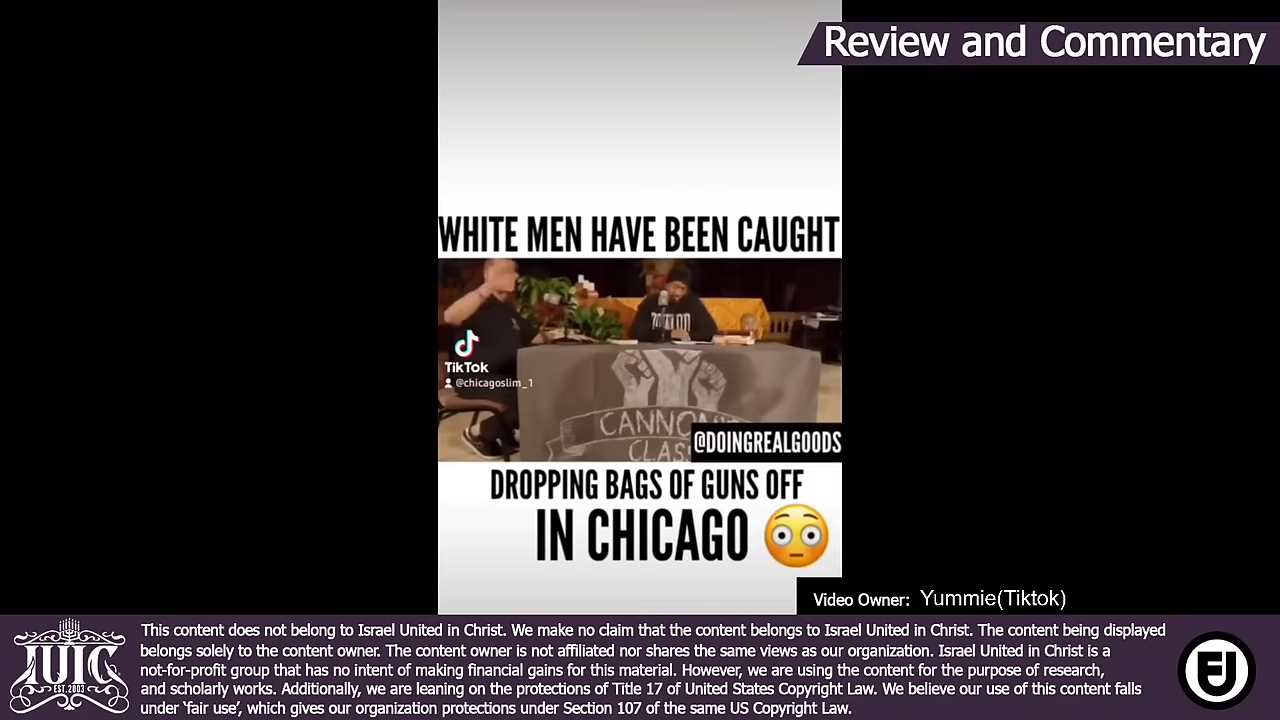 Review and Commentary
WHITE MEN HAVE BEEN CAUGHT
TikTok
@chicagoslim_1
CANNON'S
CLAS
@DOINGREALGOODS
DROPPING BAGS OF GUNS OFF
IN CHICAGO
Video Owner: Yummie(Tiktok)
IUIC
EST.2003
This content does not belong to Israel United in Christ. We make no claim that the content belongs to Israel United in Christ. The content being displayed
belongs solely to the content owner. The content owner is not affiliated nor shares the same views as our organization. Israel United in Christ is a
not-for-profit group that has no intent of making financial gains for this material. However, we are using the content for the purpose of research,
and scholarly works. Additionally, we are leaning on the protections of Title 17 of United States Copyright Law. We believe our use of this content falls
under 'fair use', which gives our organization protections under Section 107 of the same US Copyright Law.